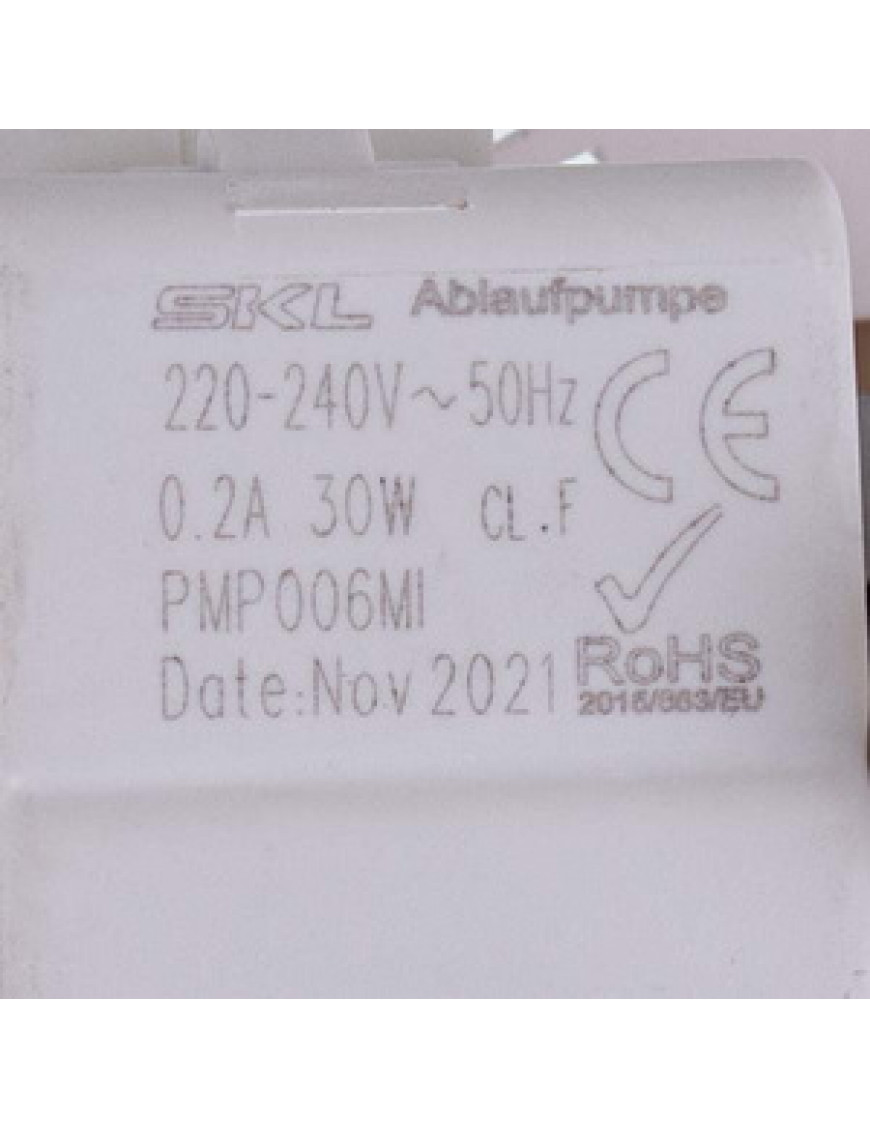 SKL Ablaufpumpe
220-240V~50Hz CE
0.2A 30W CL.F
PMP006MI
Date:Nov 2021 RoHS
2015/863/EU